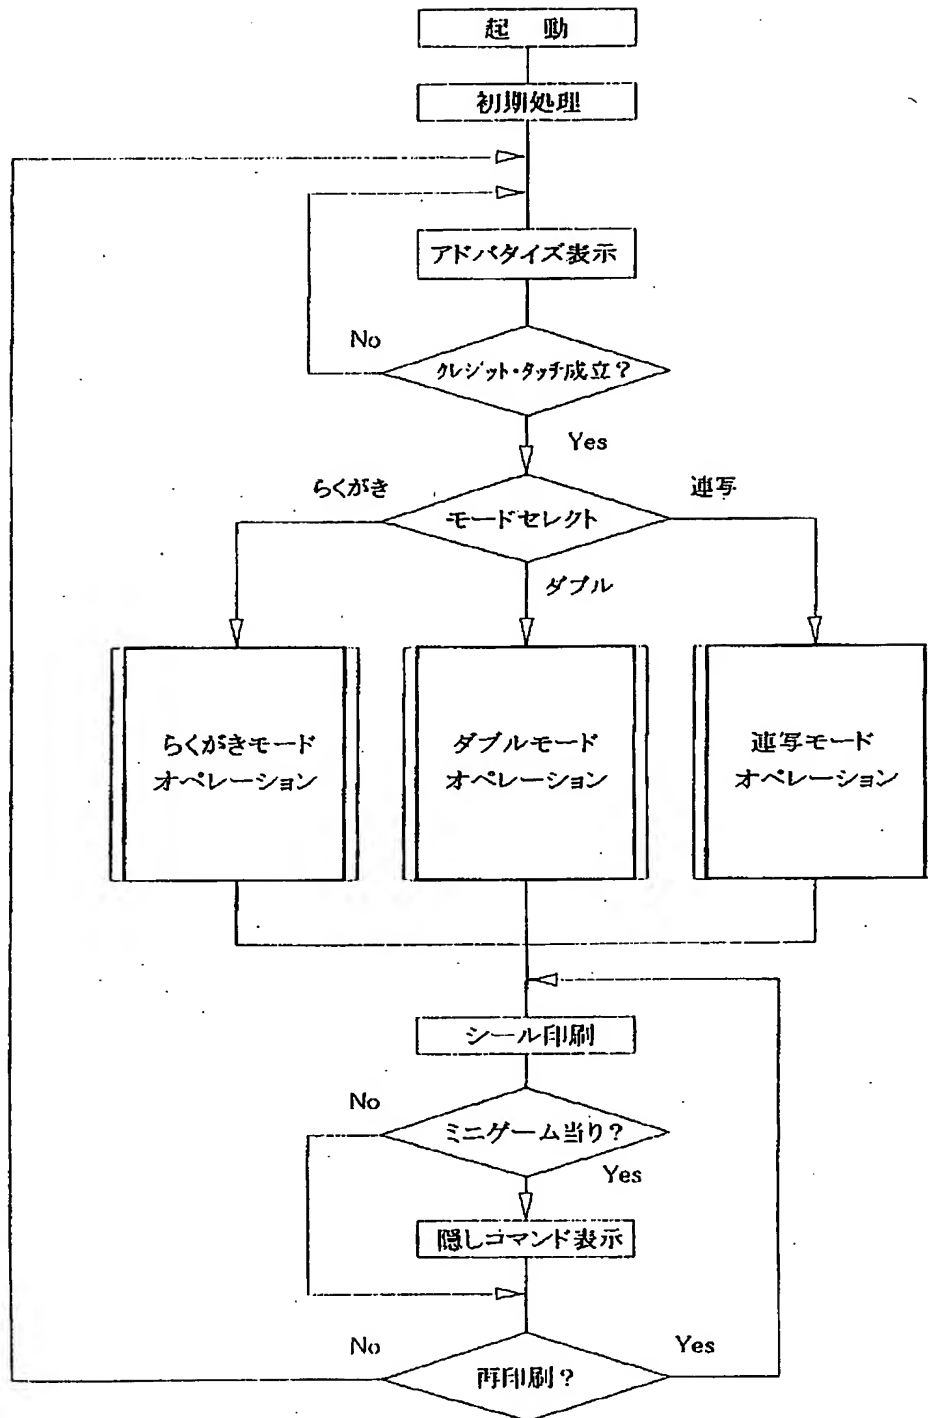 起 動
初期処理
アドバタイズ表示
No
クレジット・タッチ成立？
Yes
らくがき
連写
モードセレクト
ダブル
らくがきモード
オペレーション
ダブルモード
オペレーション
連写モード
オペレーション
シール印刷
No
ミニゲーム当り？
Yes
隠しコマンド表示
No
Yes
再印刷？